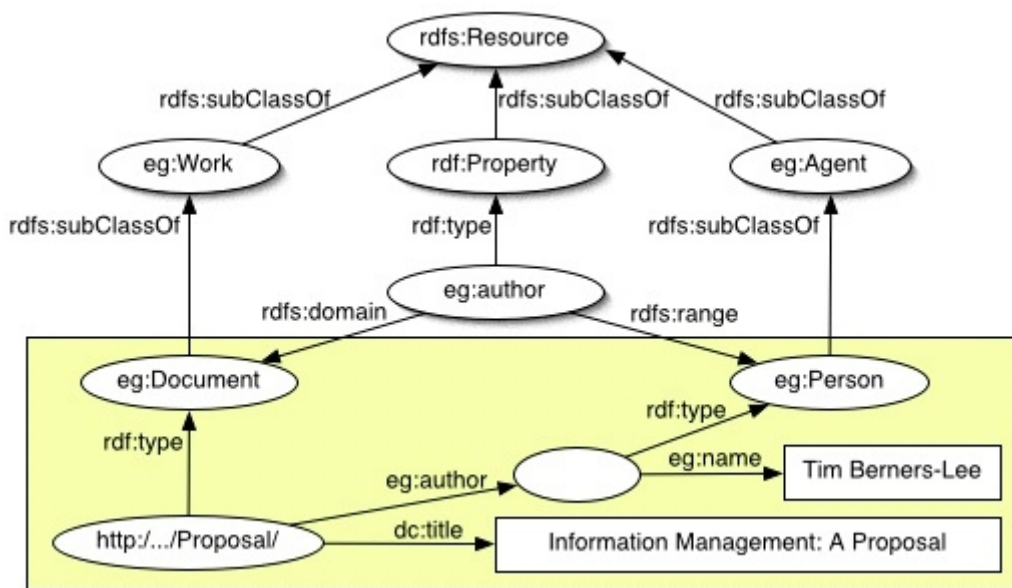 rdfs:Resource
rdfs:subClassOf
rdfs:subClassOf
rdfs:subClassOf
eg:Work
rdf:Property
eg:Agent
rdfs:subClassOf
rdf:type
rdfs:subClassOf
eg:author
rdfs:domain
rdfs:range
eg:Document
eg:Person
rdf:type
rdf:type
eg:name
Tim Berners-Lee
eg:author
http:/.../Proposal/
dc:title
Information Management: A Proposal